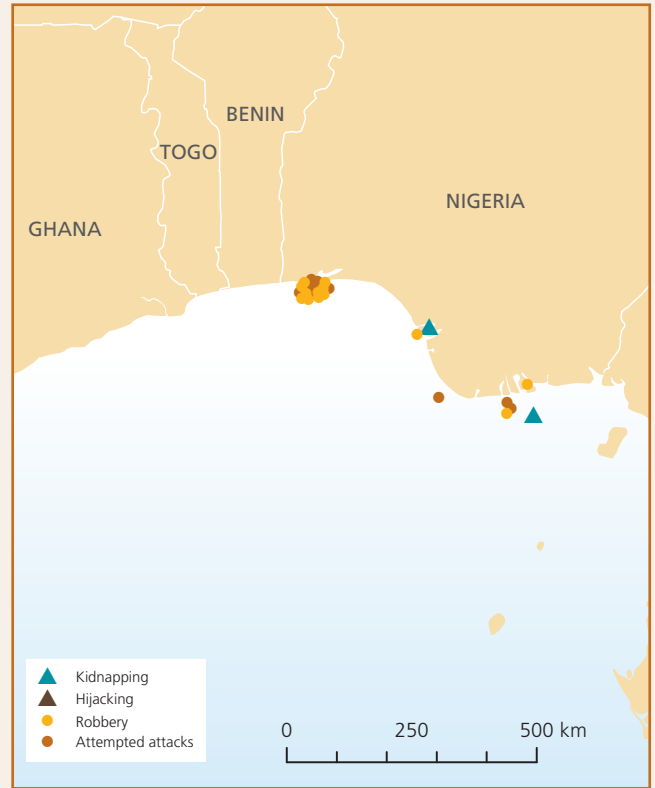 BENIN
TOGO
NIGERIA
GHANA
Kidnapping
Hijacking
Robbery
Attempted attacks
0 250 500 km